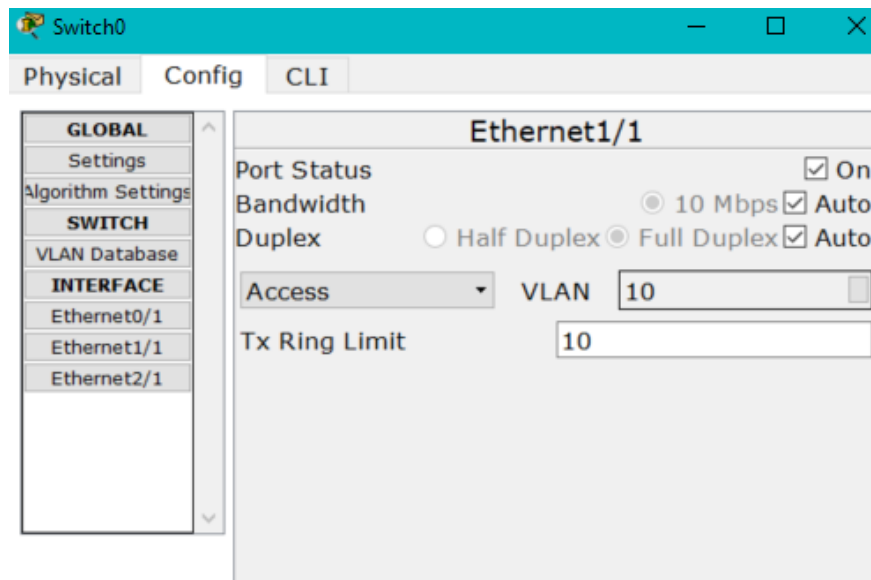 Switch0
Physical Config CLI
GLOBAL
Settings
Algorithm Settings
SWITCH
VLAN Database
INTERFACE
Ethernet0/1
Ethernet1/1
Ethernet2/1
Ethernet1/1
Port Status On
Bandwidth 10 Mbps Auto
Duplex Half Duplex Full Duplex Auto
Access VLAN 10
Tx Ring Limit 10